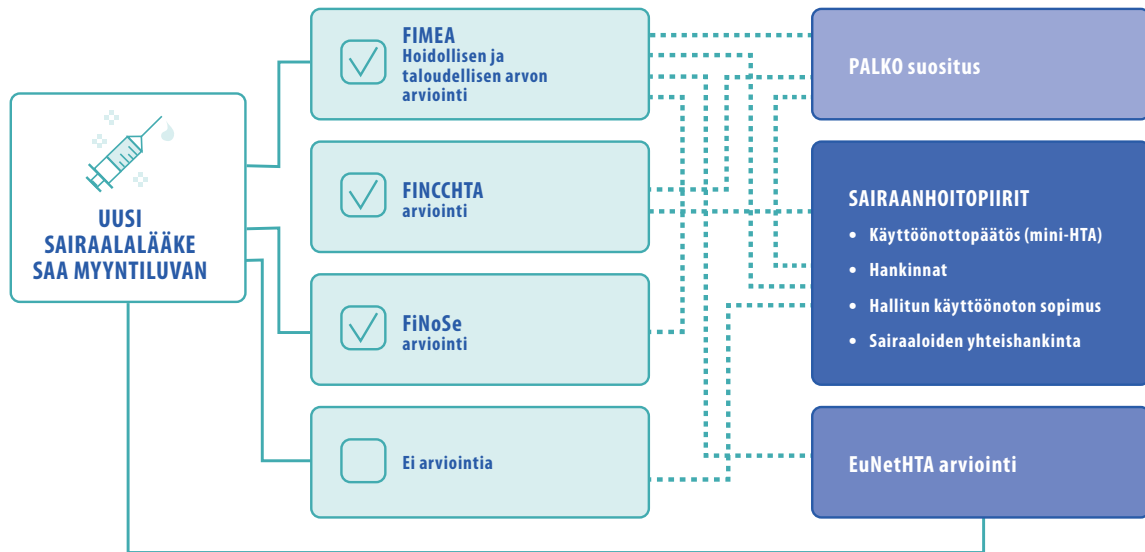 UUSI
SAIRAALALÄÄKE
SAA MYYNTILUVAN
FIMEA
Hoidollisen ja
taloudellisen arvon
arviointi
FINCCHTA
arviointi
FiNoSe
arviointi
Ei arviointia
PALKO suositus
SAIRAANHOITOPIIRIT
• Käyttöönottopäätös (mini-HTA)
• Hankinnat
• Hallitun käyttöönoton sopimus
• Sairaaloiden yhteishankinta
EuNetHTA arviointi